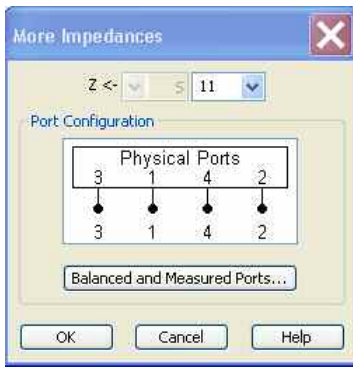 More Impedances
Z <- S 11
Port Configuration
Physical Ports
3 1 4 2
3 1 4 2
Balanced and Measured Ports...
OK Cancel Help